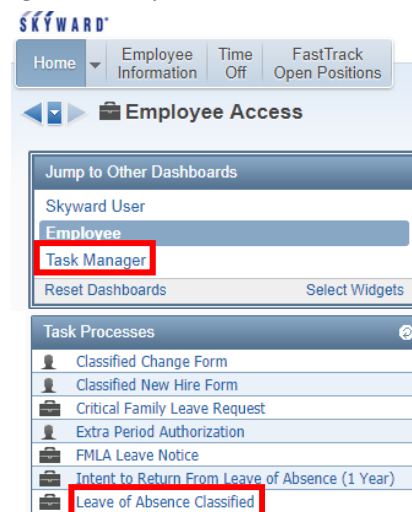 SKYWARD
Home
Employee Information
Time Off
FastTrack Open Positions
Employee Access
Jump to Other Dashboards
Skyward User
Employee
Task Manager
Reset Dashboards Select Widgets
Task Processes
Classified Change Form
Classified New Hire Form
Critical Family Leave Request
Extra Period Authorization
FMLA Leave Notice
Intent to Return From Leave of Absence (1 Year)
Leave of Absence Classified